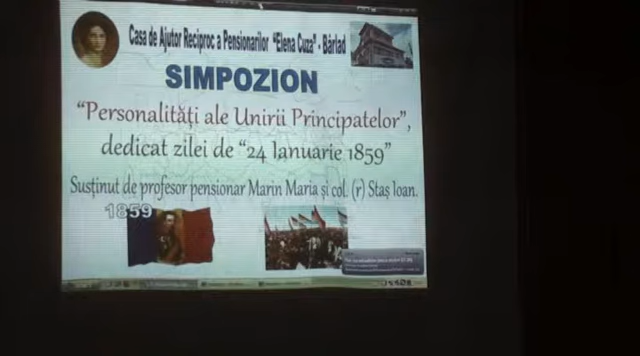 Casa de Ajutor Reciproc a Pensionarilor "Elena Cuza" - Bârlad
SIMPOZION
"Personalități ale Unirii Principatelor",
dedicat zilei de "24 Ianuarie 1859"
Susținut de profesor pensionar Marin Maria și col. (r) Staș Ioan.
1859